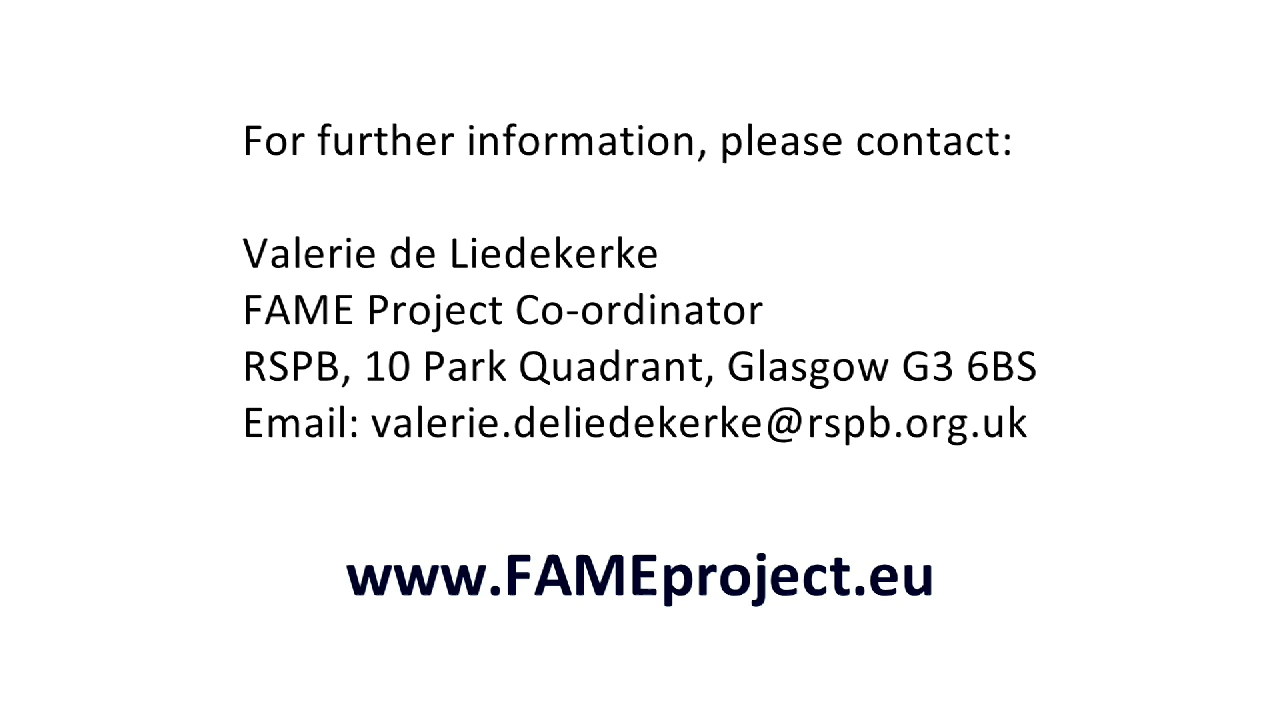 For further information, please contact:
Valerie de Liedekerke
FAME Project Co-ordinator
RSPB, 10 Park Quadrant, Glasgow G3 6BS
Email: valerie.deliedekerke@rspb.org.uk
www.FAMEproject.eu